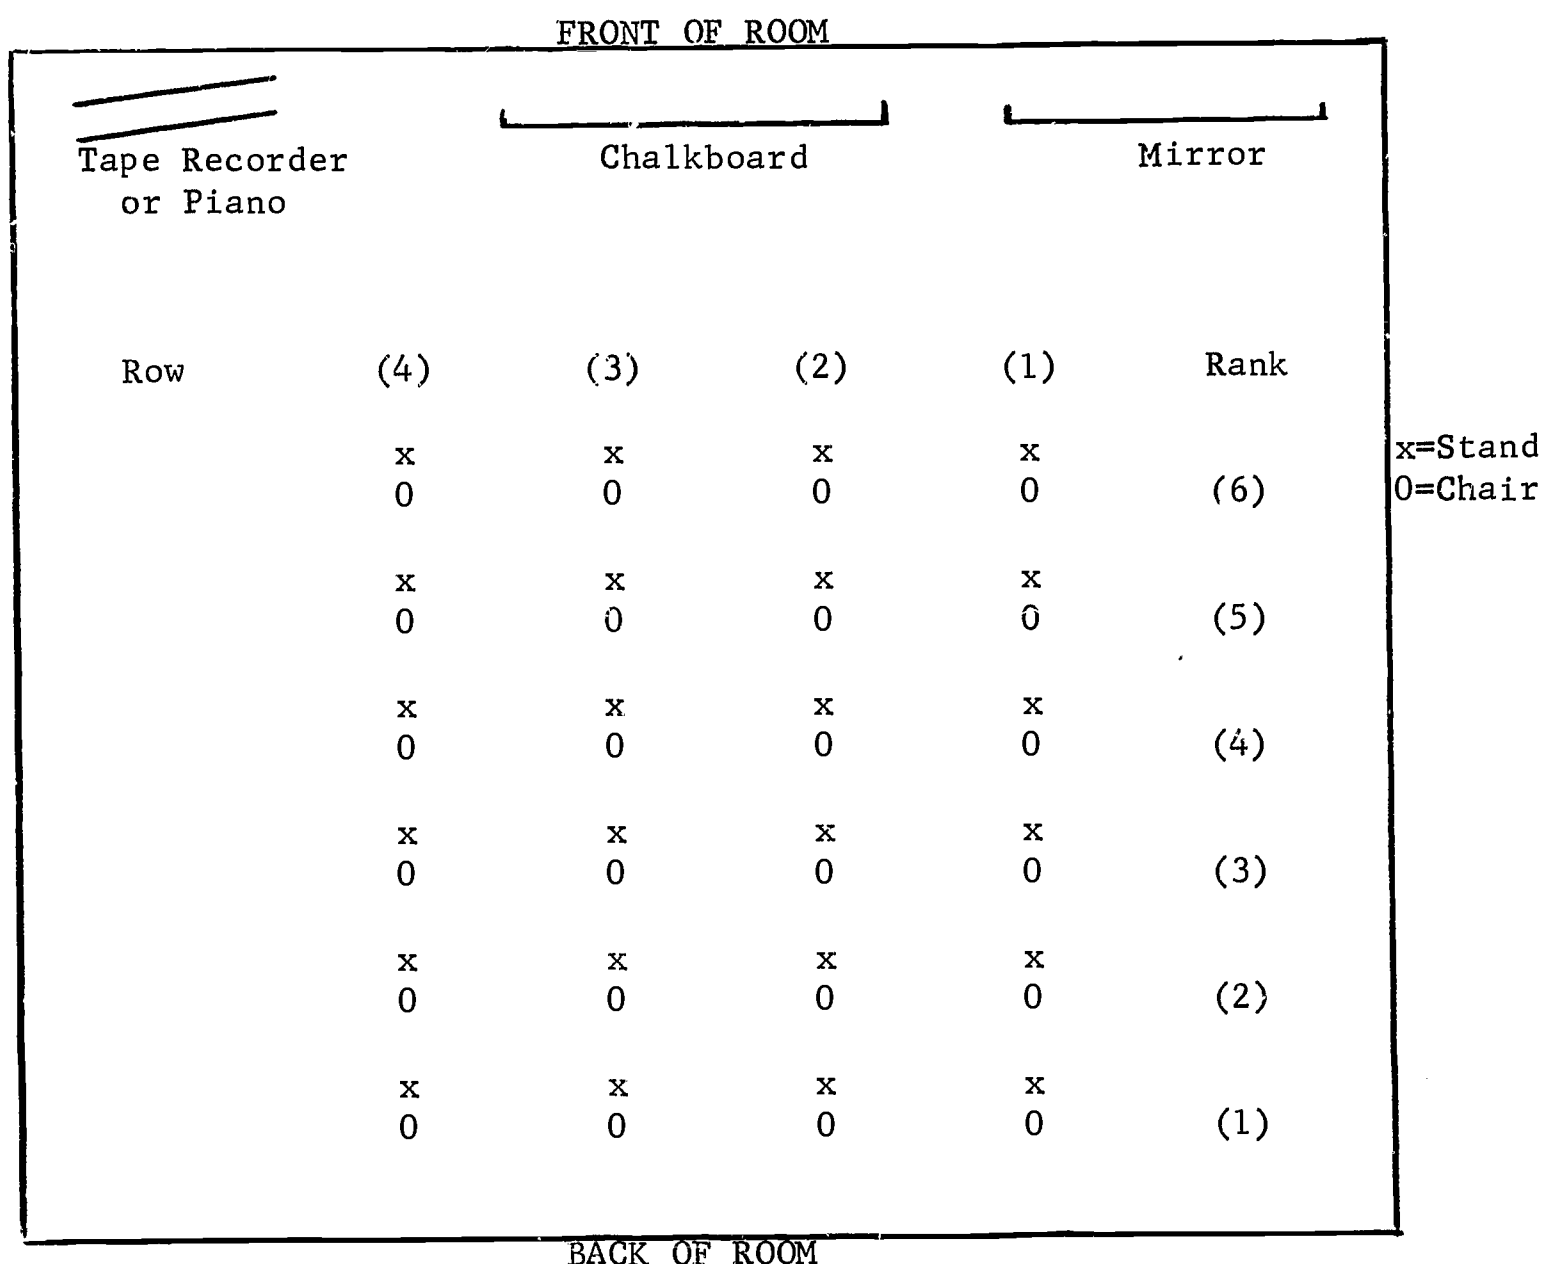 FRONT OF ROOM
Tape Recorder Chalkboard Mirror
or Piano
Row (4) (3) (2) (1) Rank
x x x x x=Stand
0 0 0 0 (6) 0=Chair
x x x x
0 0 0 0 (5)
x x x x
0 0 0 0 (4)
x x x x
0 0 0 0 (3)
x x x x
0 0 0 0 (2)
x x x x
0 0 0 0 (1)
BACK OF ROOM